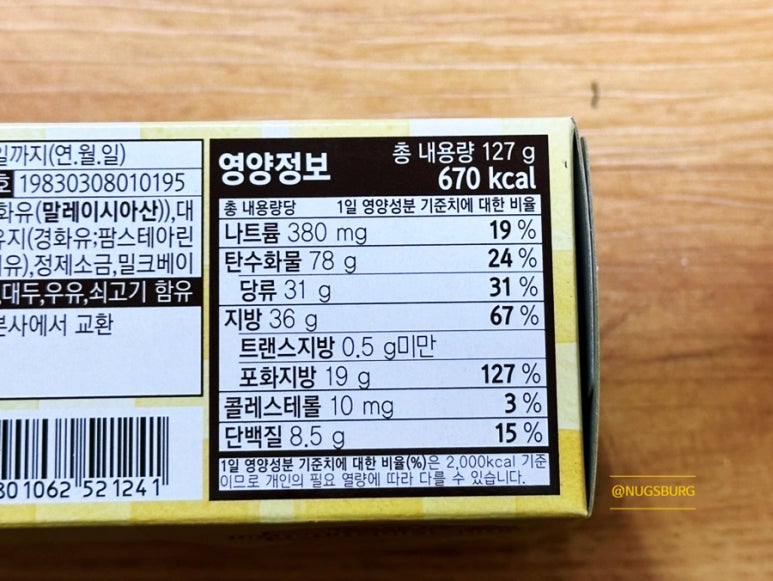 일까지(연.월.일)
호 19830308010195
화유(말레이시아산)),대
유지(경화유;팜스테아린
유),정제소금,밀크베이
,대두,우유,쇠고기 함유
본사에서 교환
801062 521241
영양정보
총 내용량 127 g
670 kcal
총 내용량당 1일 영양성분 기준치에 대한 비율
나트륨 380 mg 19 %
탄수화물 78 g 24 %
당류 31 g 31 %
지방 36 g 67 %
트랜스지방 0.5 g미만
포화지방 19 g 127 %
콜레스테롤 10 mg 3 %
단백질 8.5 g 15 %
1일 영양성분 기준치에 대한 비율(%)은 2,000kcal 기준
이므로 개인의 필요 열량에 따라 다를 수 있습니다.
@NUGSBURG